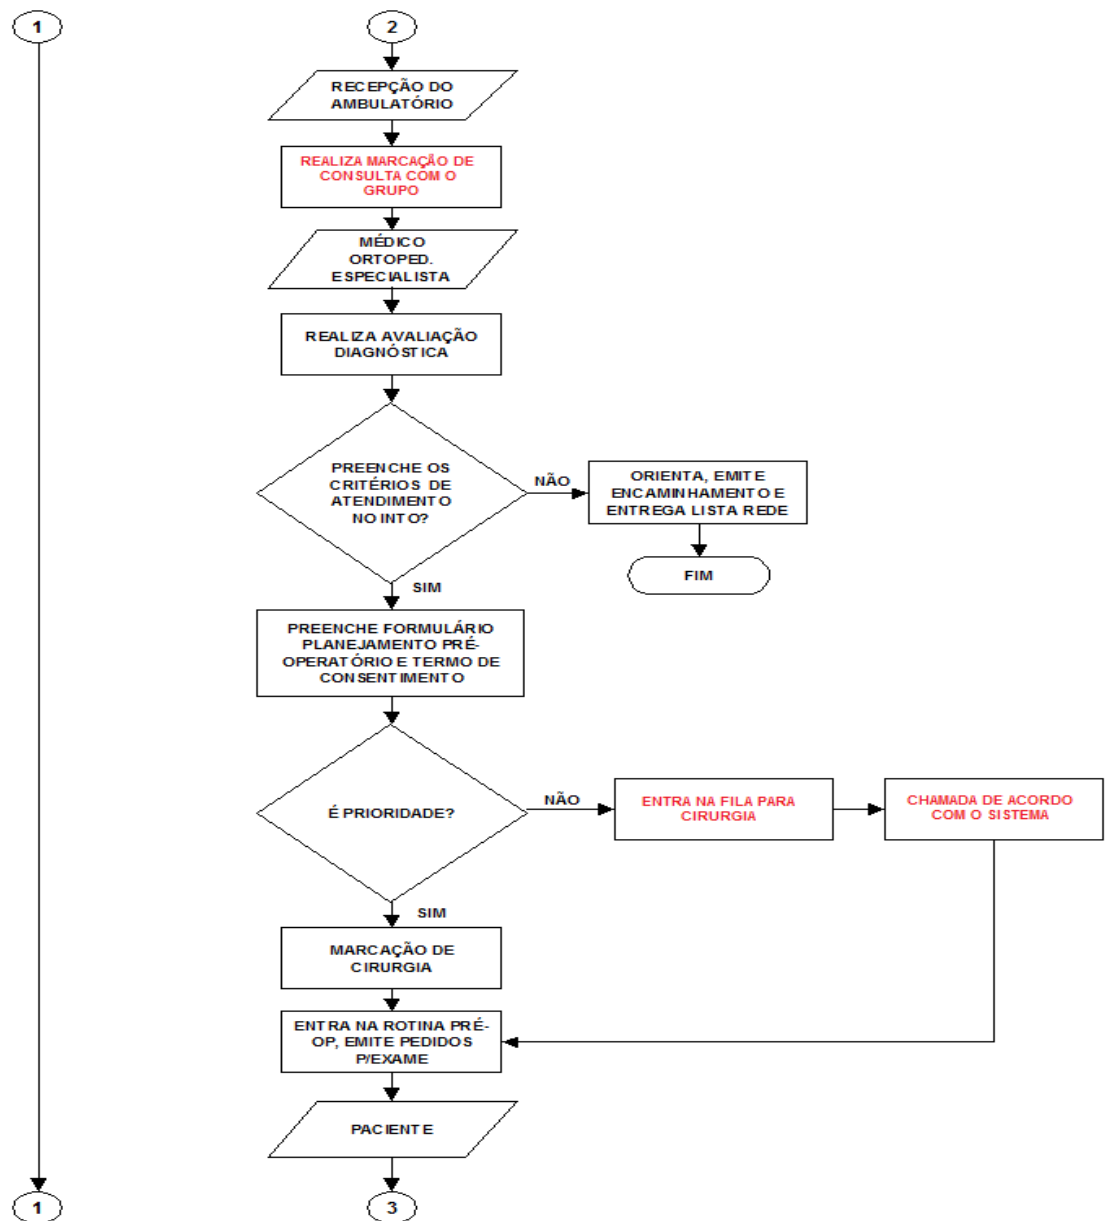 1
2
RECEPÇÃO DO
AMBULATÓRIO
REALIZA MARCAÇÃO DE
CONSULTA COM O
GRUPO
MÉDICO
ORTOPED.
ESPECIALISTA
REALIZA AVALIAÇÃO
DIAGNÓSTICA
PREENCHE OS
CRITÉRIOS DE
ATENDIMENTO
NO INTO?
NÃO
ORIENTA, EMITE
ENCAMINHAMENTO E
ENTREGA LISTA REDE
FIM
SIM
PREENCHE FORMULÁRIO
PLANEJAMENTO PRÉ-
OPERATÓRIO E TERMO DE
CONSENTIMENTO
É PRIORIDADE?
NÃO
ENTRA NA FILA PARA
CIRURGIA
CHAMADA DE ACORDO
COM O SISTEMA
SIM
MARCAÇÃO DE
CIRURGIA
ENTRA NA ROTINA PRÉ-
OP, EMITE PEDIDOS
P/EXAME
PACIENTE
1
3